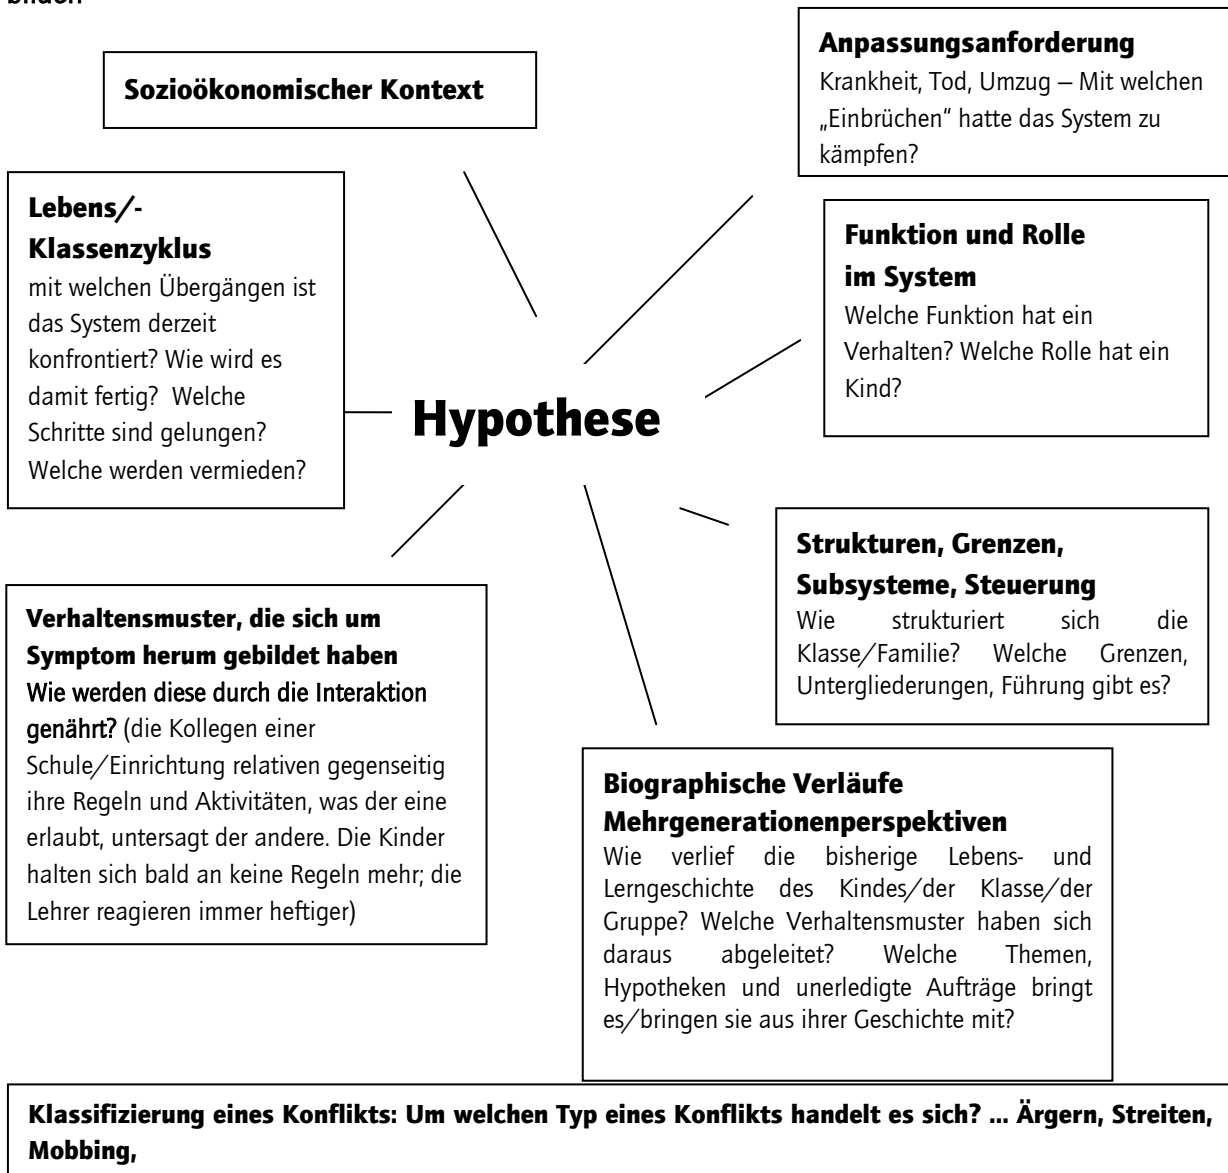 Anpassungsanforderung
Krankheit, Tod, Umzug – Mit welchen
„Einbrüchen“ hatte das System zu
kämpfen?
Sozioökonomischer Kontext
Lebens/-
Klassenzyklus
mit welchen Übergängen ist
das System derzeit
konfrontiert? Wie wird es
damit fertig? Welche
Schritte sind gelungen?
Welche werden vermieden?
Funktion und Rolle
im System
Welche Funktion hat ein
Verhalten? Welche Rolle hat ein
Kind?
Hypothese
Strukturen, Grenzen,
Subsysteme, Steuerung
Wie strukturiert sich die
Klasse/Familie? Welche Grenzen,
Untergliederungen, Führung gibt es?
Verhaltensmuster, die sich um
Symptom herum gebildet haben
Wie werden diese durch die Interaktion
genährt? (die Kollegen einer
Schule/Einrichtung relativen gegenseitig
ihre Regeln und Aktivitäten, was der eine
erlaubt, untersagt der andere. Die Kinder
halten sich bald an keine Regeln mehr; die
Lehrer reagieren immer heftiger)
Biographische Verläufe
Mehrgenerationenperspektiven
Wie verlief die bisherige Lebens- und
Lerngeschichte des Kindes/der Klasse/der
Gruppe? Welche Verhaltensmuster haben sich
daraus abgeleitet? Welche Themen,
Hypotheken und unerledigte Aufträge bringt
es/bringen sie aus ihrer Geschichte mit?
Klassifizierung eines Konflikts: Um welchen Typ eines Konflikts handelt es sich? ... Ärgern, Streiten,
Mobbing,